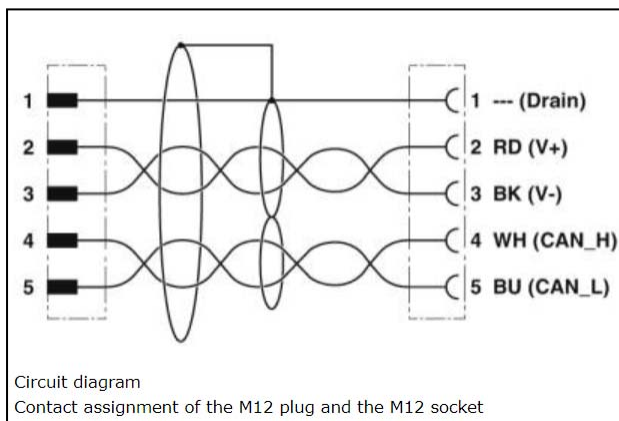 1 1 --- (Drain)
2 2 RD (V+)
3 3 BK (V-)
4 4 WH (CAN_H)
5 5 BU (CAN_L)
Circuit diagram
Contact assignment of the M12 plug and the M12 socket